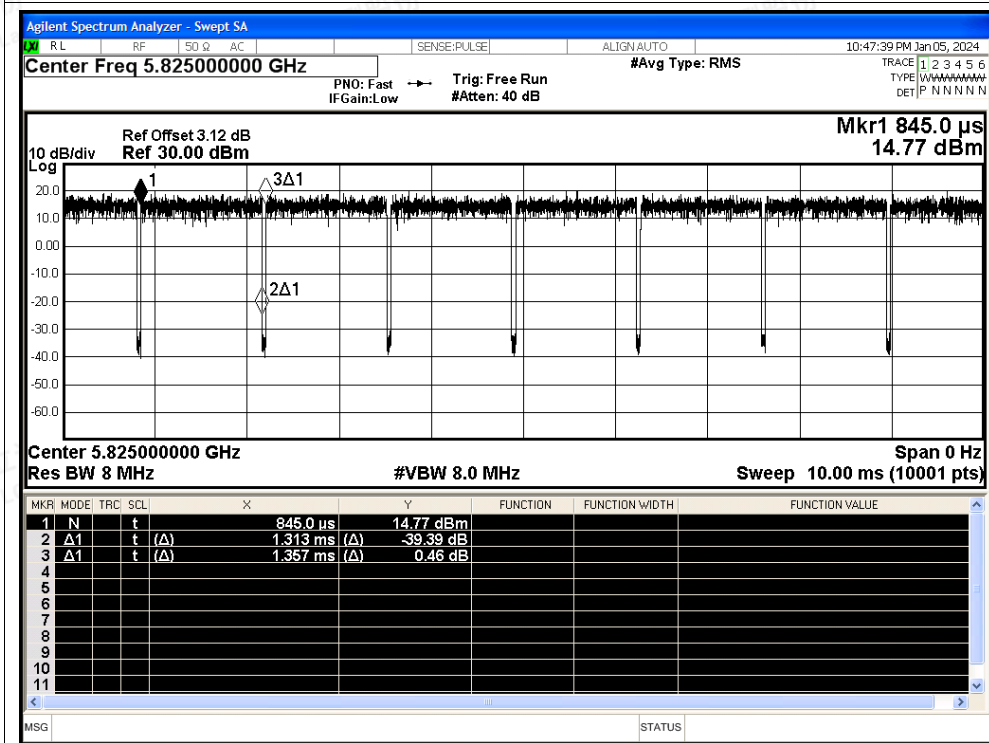 Agilent Spectrum Analyzer - Swept SA
LXI RL RF 50 Ω AC SENSE:PULSE ALIGN AUTO 10:47:39 PM Jan 05, 2024
Center Freq 5.825000000 GHz #Avg Type: RMS TRACE 1 2 3 4 5 6
PNO: Fast Trig: Free Run TYPE
IFGain:Low #Atten: 40 dB DET P N N N N N
Mkr1 845.0 µs
Ref Offset 3.12 dB
10 dB/div Ref 30.00 dBm 14.77 dBm
Log
1 3Δ1
20.0
10.0
0.00
-10.0
2Δ1
-20.0
-30.0
-40.0
-50.0
-60.0
Center 5.825000000 GHz Span 0 Hz
Res BW 8 MHz #VBW 8.0 MHz Sweep 10.00 ms (10001 pts)
MKR MODE TRC SCL X Y FUNCTION FUNCTION WIDTH FUNCTION VALUE
1 N t 845.0 µs 14.77 dBm
2 Δ1 t (Δ) 1.313 ms (Δ) -39.39 dB
3 Δ1 t (Δ) 1.357 ms (Δ) 0.46 dB
4
5
6
7
8
9
10
11
MSG STATUS